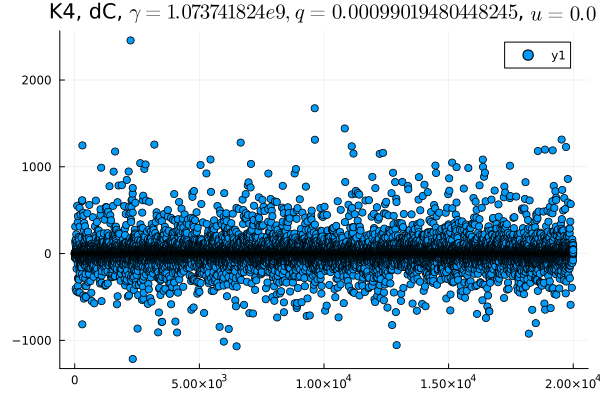 K4, dC, γ = 1.073741824e9, q = 0.00099019480448245, u = 0.0
y1
2000
1000
0
−1000
0 5.00×10³ 1.00×10⁴ 1.50×10⁴ 2.00×10⁴